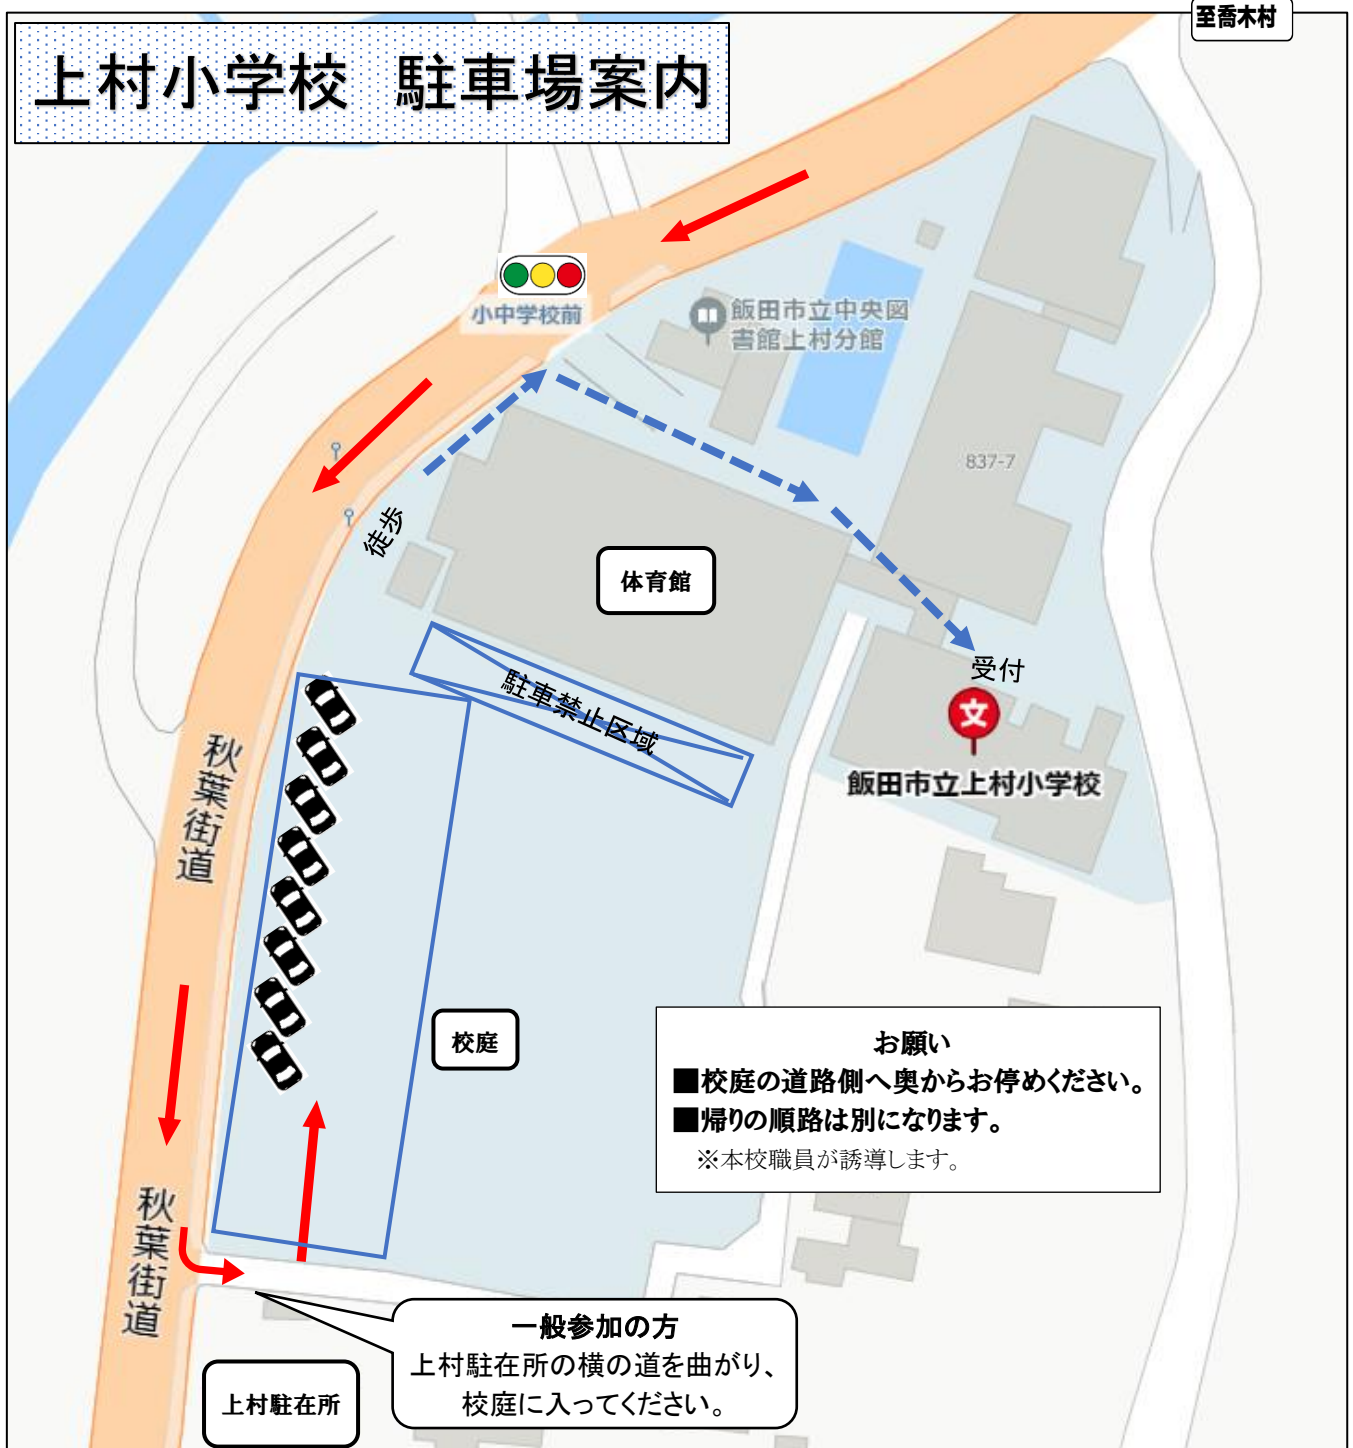 至喬木村
上村小学校　駐車場案内
小中学校前
飯田市立中央図
書館上村分館
837-7
徒歩
体育館
受付
駐車禁止区域
文
飯田市立上村小学校
秋葉街道
校庭
お願い
■校庭の道路側へ奥からお停めください。
■帰りの順路は別になります。
※本校職員が誘導します。
秋葉街道
一般参加の方
上村駐在所の横の道を曲がり、
校庭に入ってください。
上村駐在所